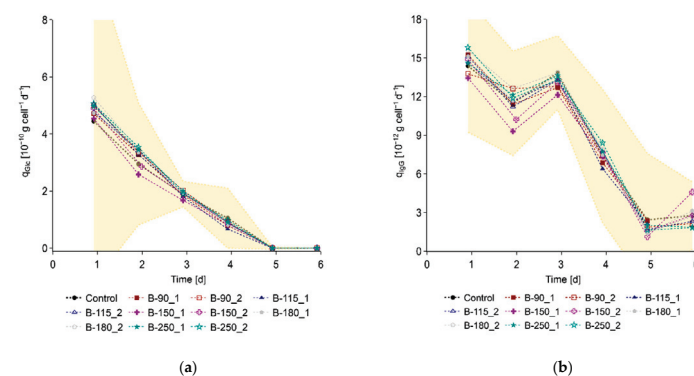 8
6
4
2
0
q_Glc [10⁻¹⁰ g cell⁻¹ d⁻¹]
0 1 2 3 4 5 6
Time [d]
Control B-90_1 B-90_2 B-115_1
B-115_2 B-150_1 B-150_2 B-180_1
B-180_2 B-250_1 B-250_2
(a)
18
15
12
9
6
3
0
q_IgG [10⁻¹² g cell⁻¹ d⁻¹]
0 1 2 3 4 5 6
Time [d]
Control B-90_1 B-90_2 B-115_1
B-115_2 B-150_1 B-150_2 B-180_1
B-180_2 B-250_1 B-250_2
(b)